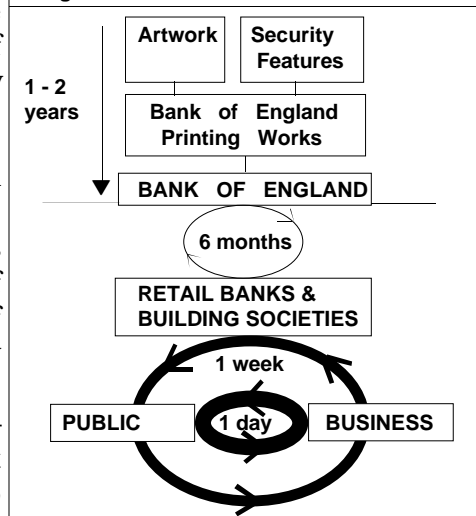 Artwork
Security
Features
1 - 2
years
Bank of England
Printing Works
BANK OF ENGLAND
6 months
RETAIL BANKS &
BUILDING SOCIETIES
1 week
PUBLIC
1 day
BUSINESS